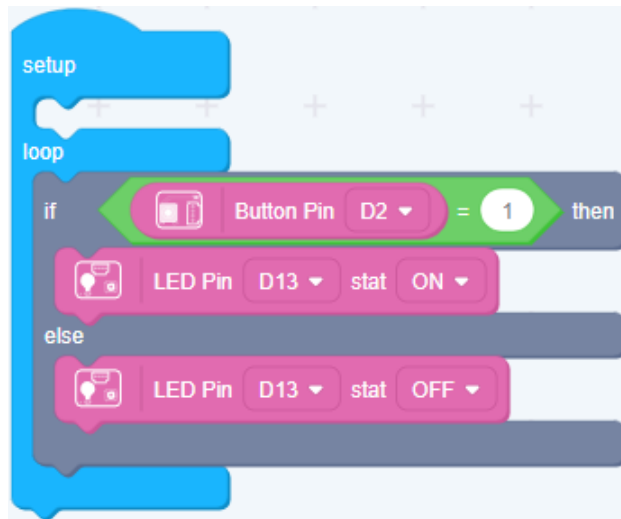 setup
loop
if Button Pin D2 = 1 then
LED Pin D13 stat ON
else
LED Pin D13 stat OFF